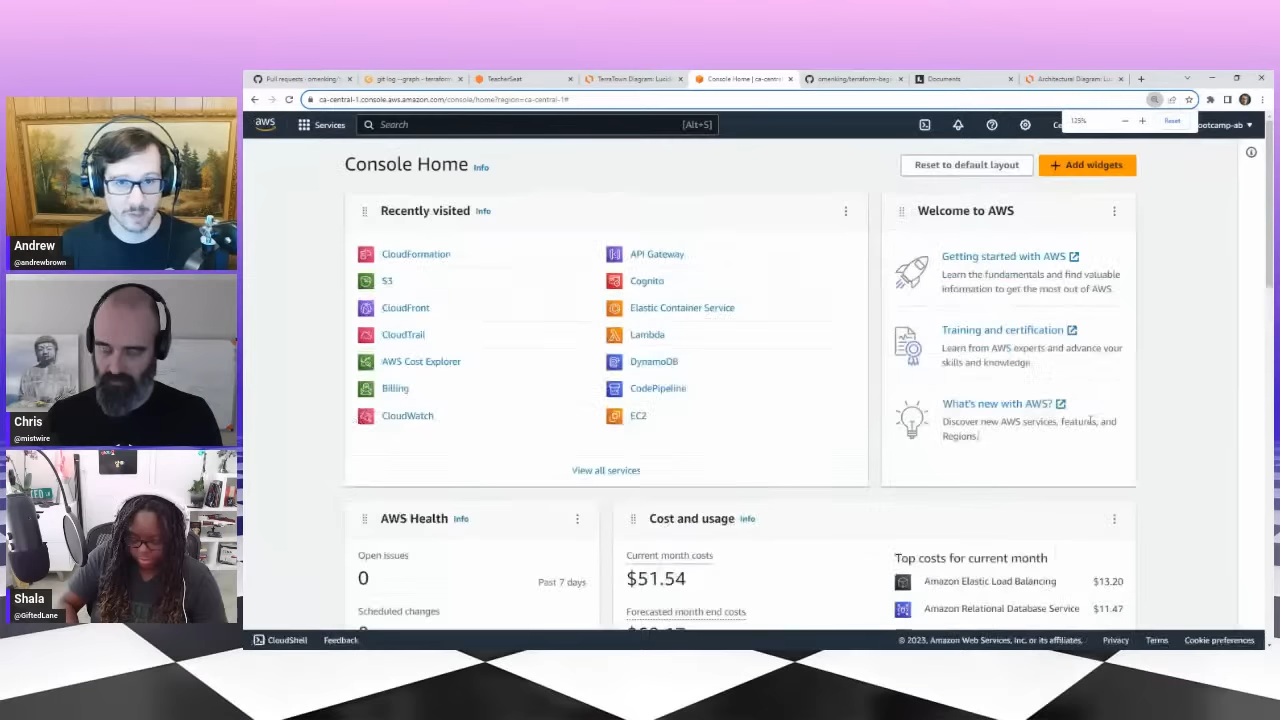 Pull requests · omenking/t
git-log --graph - terraform
TeacherSeat
TerraTown Diagram: Lucid
Console Home | ca-centr
omenking/terraform-beg
Documents
Architectural Diagram: Lu
ca-central-1.console.aws.amazon.com/console/home?region=ca-central-1#
aws
Services
Search
[Alt+S]
Ce
125%
Reset
ootcamp-ab
Console Home Info
Reset to default layout
Add widgets
Recently visited Info
CloudFormation
S3
CloudFront
CloudTrail
AWS Cost Explorer
Billing
CloudWatch
API Gateway
Cognito
Elastic Container Service
Lambda
DynamoDB
CodePipeline
EC2
View all services
Welcome to AWS
Getting started with AWS
Learn the fundamentals and find valuable
information to get the most out of AWS.
Training and certification
Learn from AWS experts and advance your
skills and knowledge.
What's new with AWS?
Discover new AWS services, features, and
Regions.
AWS Health Info
Open issues
0
Past 7 days
Scheduled changes
Cost and usage Info
Current month costs
$51.54
Forecasted month end costs
Top costs for current month
Amazon Elastic Load Balancing $13.20
Amazon Relational Database Service $11.47
CloudShell
Feedback
© 2023, Amazon Web Services, Inc. or its affiliates.
Privacy
Terms
Cookie preferences
Andrew
@andrewbrown
Chris
@mistwire
Shala
@GiftedLane